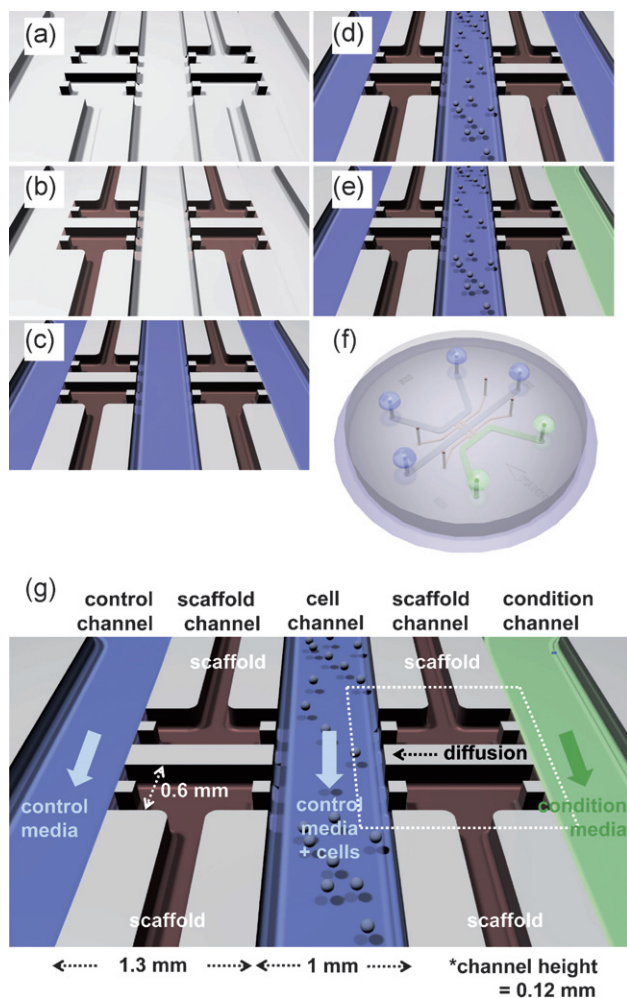 (a)
(d)
(b)
(e)
(c)
(f)
(g)
control
channel
scaffold
channel
cell
channel
scaffold
channel
condition
channel
scaffold
scaffold
diffusion
0.6 mm
control
media
control
media
+ cells
condition
media
scaffold
scaffold
1.3 mm
1 mm
*channel height
= 0.12 mm